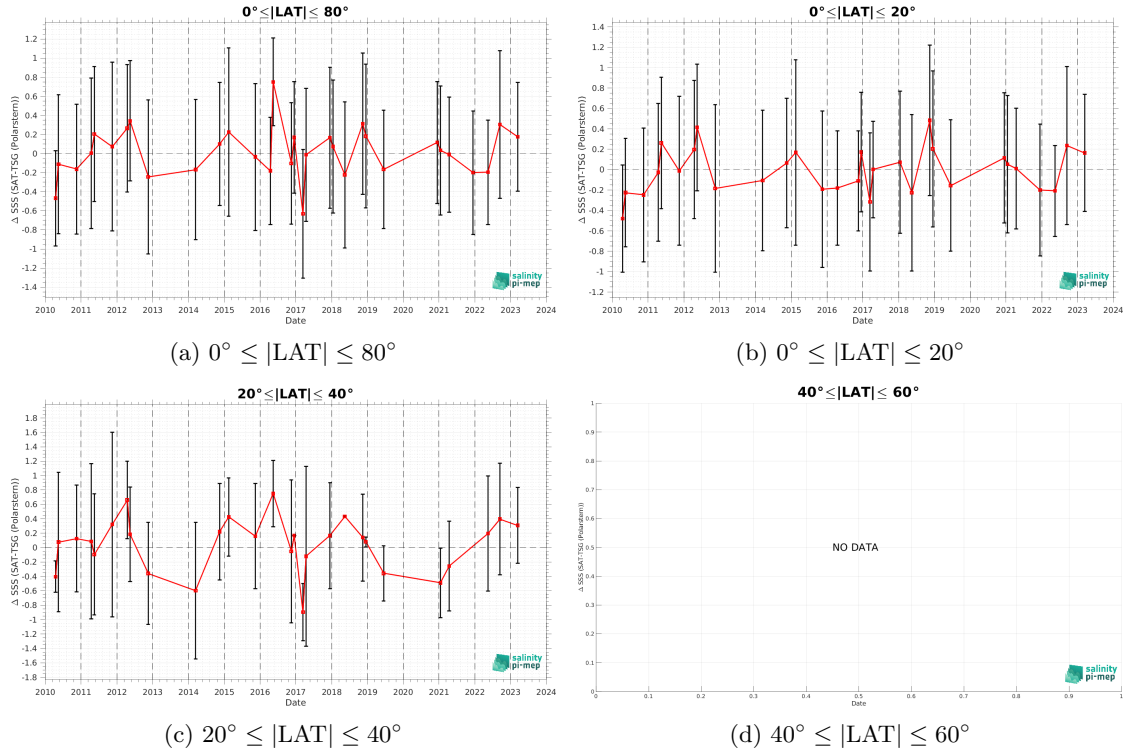 0°≤|LAT|≤ 80°
Δ SSS (SAT-TSG (Polarstern))
1.2
1
0.8
0.6
0.4
0.2
0
-0.2
-0.4
-0.6
-0.8
-1
-1.2
-1.4
2010 2011 2012 2013 2014 2015 2016 2017 2018 2019 2020 2021 2022 2023 2024
Date
salinity
pi-mep
(a) 0° ≤ |LAT| ≤ 80°
0°≤|LAT|≤ 20°
Δ SSS (SAT-TSG (Polarstern))
1.4
1.2
1
0.8
0.6
0.4
0.2
0
-0.2
-0.4
-0.6
-0.8
-1
-1.2
2010 2011 2012 2013 2014 2015 2016 2017 2018 2019 2020 2021 2022 2023 2024
Date
salinity
pi-mep
(b) 0° ≤ |LAT| ≤ 20°
20°≤|LAT|≤ 40°
Δ SSS (SAT-TSG (Polarstern))
1.8
1.6
1.4
1.2
1
0.8
0.6
0.4
0.2
0
-0.2
-0.4
-0.6
-0.8
-1
-1.2
-1.4
-1.6
-1.8
2010 2011 2012 2013 2014 2015 2016 2017 2018 2019 2020 2021 2022 2023 2024
Date
salinity
pi-mep
(c) 20° ≤ |LAT| ≤ 40°
40°≤|LAT|≤ 60°
Δ SSS (SAT-TSG (Polarstern))
1
0.9
0.8
0.7
0.6
0.5
0.4
0.3
0.2
0.1
0
NO DATA
0 0.1 0.2 0.3 0.4 0.5 0.6 0.7 0.8 0.9 1
Date
salinity
pi-mep
(d) 40° ≤ |LAT| ≤ 60°